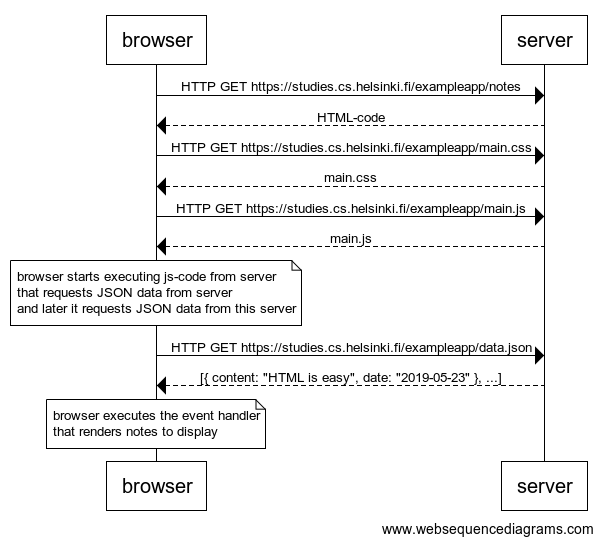 browser server
HTTP GET https://studies.cs.helsinki.fi/exampleapp/notes
HTML-code
HTTP GET https://studies.cs.helsinki.fi/exampleapp/main.css
main.css
HTTP GET https://studies.cs.helsinki.fi/exampleapp/main.js
main.js
browser starts executing js-code from server
that requests JSON data from server
and later it requests JSON data from this server
HTTP GET https://studies.cs.helsinki.fi/exampleapp/data.json
[{ content: "HTML is easy", date: "2019-05-23" }, ...]
browser executes the event handler
that renders notes to display
browser server
www.websequencediagrams.com